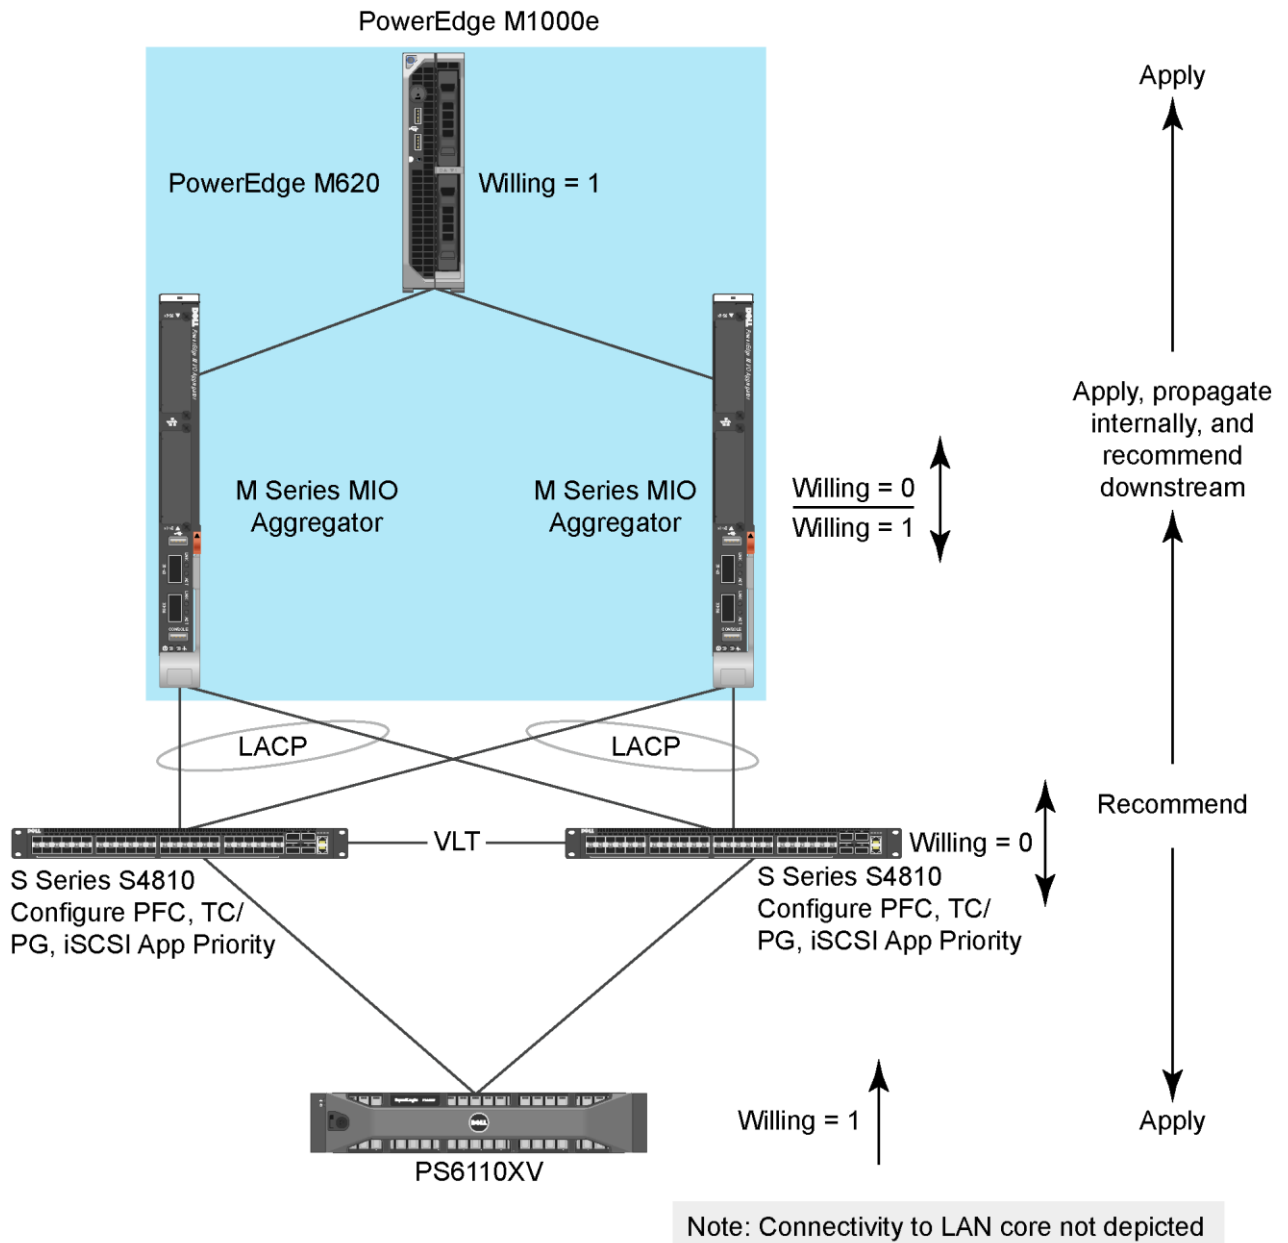 PowerEdge M1000e
Apply
PowerEdge M620
Willing = 1
Apply, propagate
internally, and
recommend
downstream
M Series MIO
Aggregator
M Series MIO
Aggregator
Willing = 0
Willing = 1
LACP
LACP
Recommend
VLT
Willing = 0
S Series S4810
Configure PFC, TC/
PG, iSCSI App Priority
S Series S4810
Configure PFC, TC/
PG, iSCSI App Priority
DELL
Willing = 1
Apply
PS6110XV
Note: Connectivity to LAN core not depicted